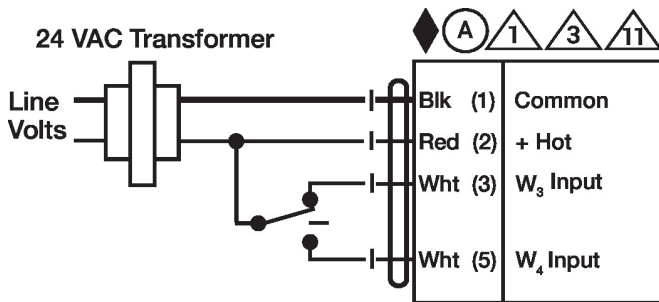 24 VAC Transformer
A 1 3 11
Line
Volts
Blk (1) Common
Red (2) + Hot
Wht (3) W3 Input
Wht (5) W4 Input